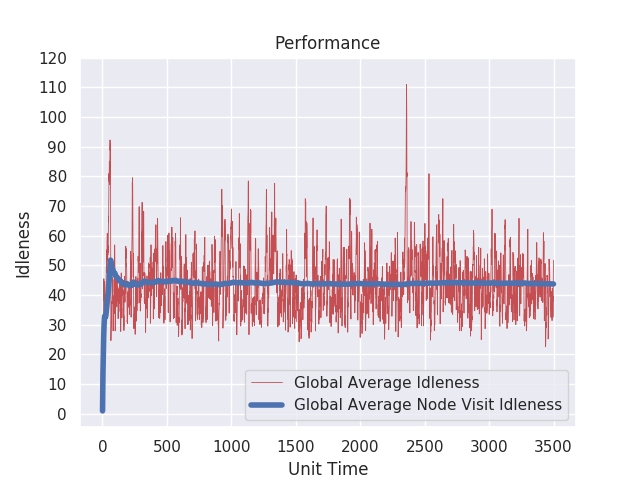 Performance
120
110
100
90
80
70
60
50
40
30
20
10
0
Idleness
Global Average Idleness
Global Average Node Visit Idleness
0 500 1000 1500 2000 2500 3000 3500
Unit Time